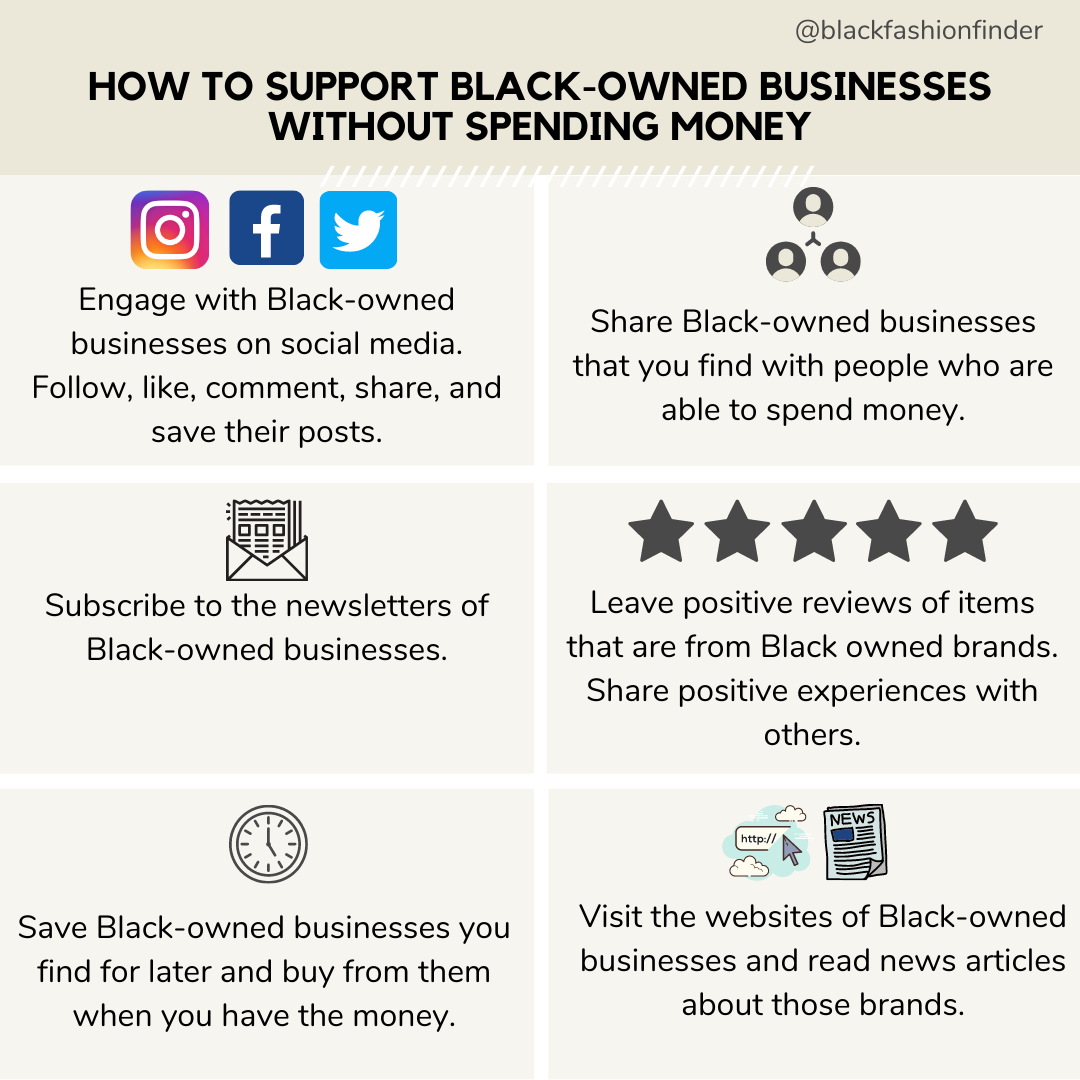 @blackfashionfinder
HOW TO SUPPORT BLACK-OWNED BUSINESSES
WITHOUT SPENDING MONEY
Engage with Black-owned
businesses on social media.
Follow, like, comment, share, and
save their posts.
Share Black-owned businesses
that you find with people who are
able to spend money.
Subscribe to the newsletters of
Black-owned businesses.
Leave positive reviews of items
that are from Black owned brands.
Share positive experiences with
others.
Save Black-owned businesses you
find for later and buy from them
when you have the money.
http://
NEWS
Visit the websites of Black-owned
businesses and read news articles
about those brands.